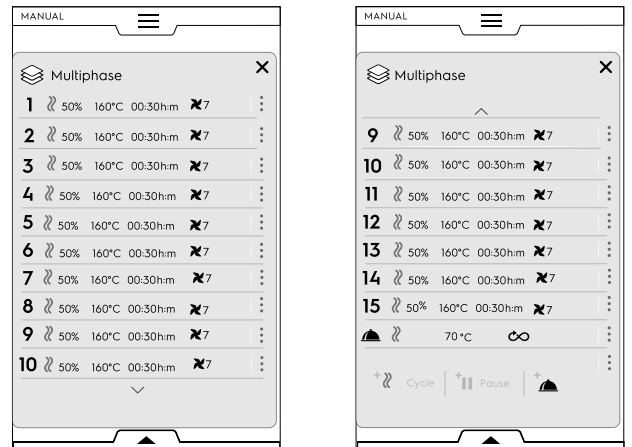 MANUAL
Multiphase
1 50% 160°C 00:30h:m 7
2 50% 160°C 00:30h:m 7
3 50% 160°C 00:30h:m 7
4 50% 160°C 00:30h:m 7
5 50% 160°C 00:30h:m 7
6 50% 160°C 00:30h:m 7
7 50% 160°C 00:30h:m 7
8 50% 160°C 00:30h:m 7
9 50% 160°C 00:30h:m 7
10 50% 160°C 00:30h:m 7
MANUAL
Multiphase
9 50% 160°C 00:30h:m 7
10 50% 160°C 00:30h:m 7
11 50% 160°C 00:30h:m 7
12 50% 160°C 00:30h:m 7
13 50% 160°C 00:30h:m 7
14 50% 160°C 00:30h:m 7
15 50% 160°C 00:30h:m 7
70 °C
+ Cycle + Pause +